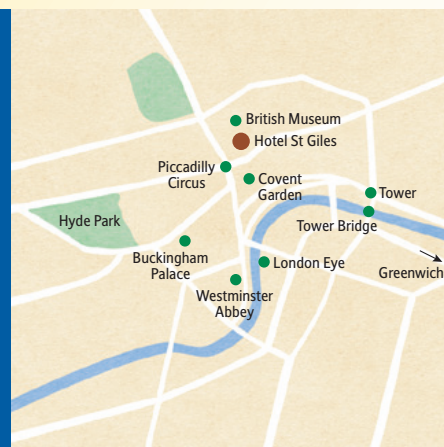 British Museum
Hotel St Giles
Piccadilly
Circus
Covent
Garden
Tower
Hyde Park
Tower Bridge
Buckingham
Palace
London Eye
Greenwich
Westminster
Abbey